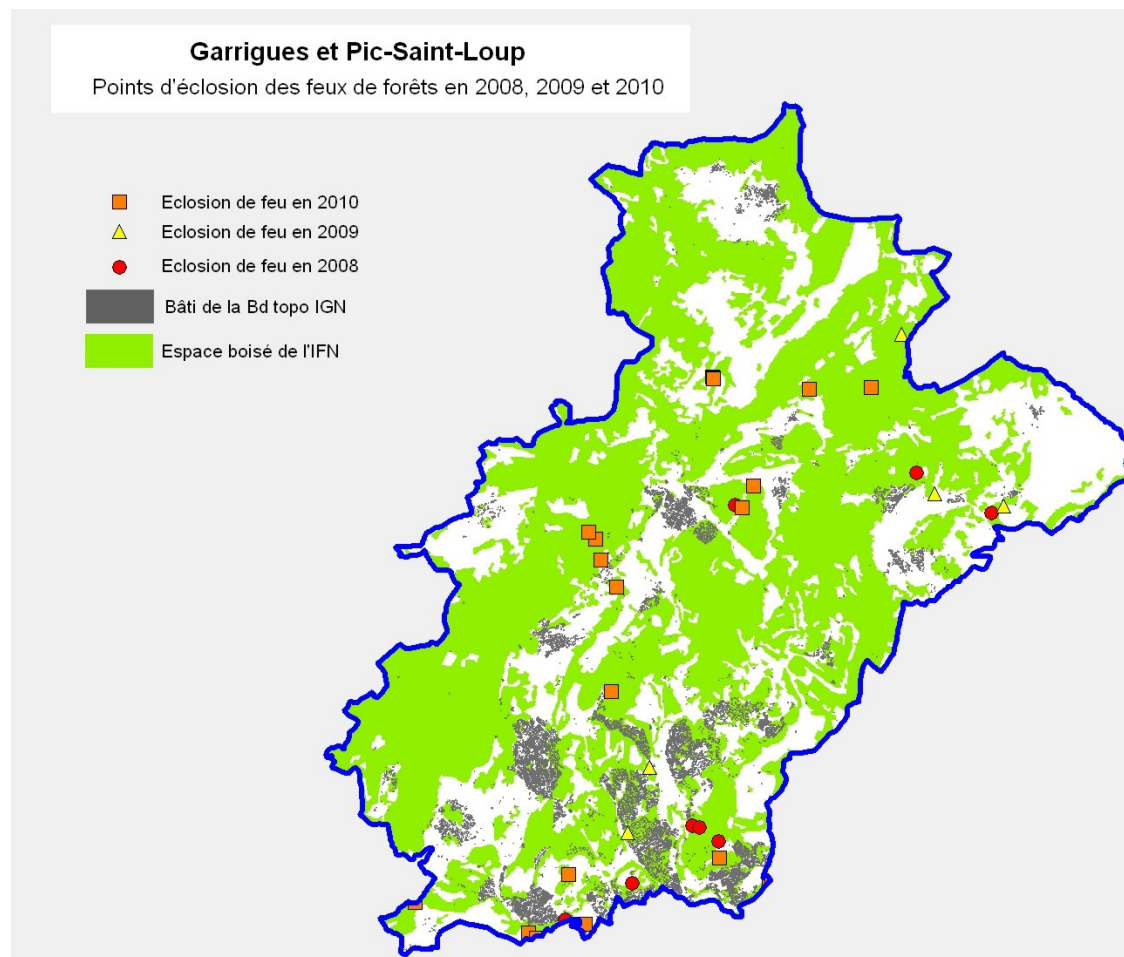 Garrigues et Pic-Saint-Loup
Points d'éclosion des feux de forêts en 2008, 2009 et 2010
Eclosion de feu en 2010
Eclosion de feu en 2009
Eclosion de feu en 2008
Bâti de la Bd topo IGN
Espace boisé de l'IFN